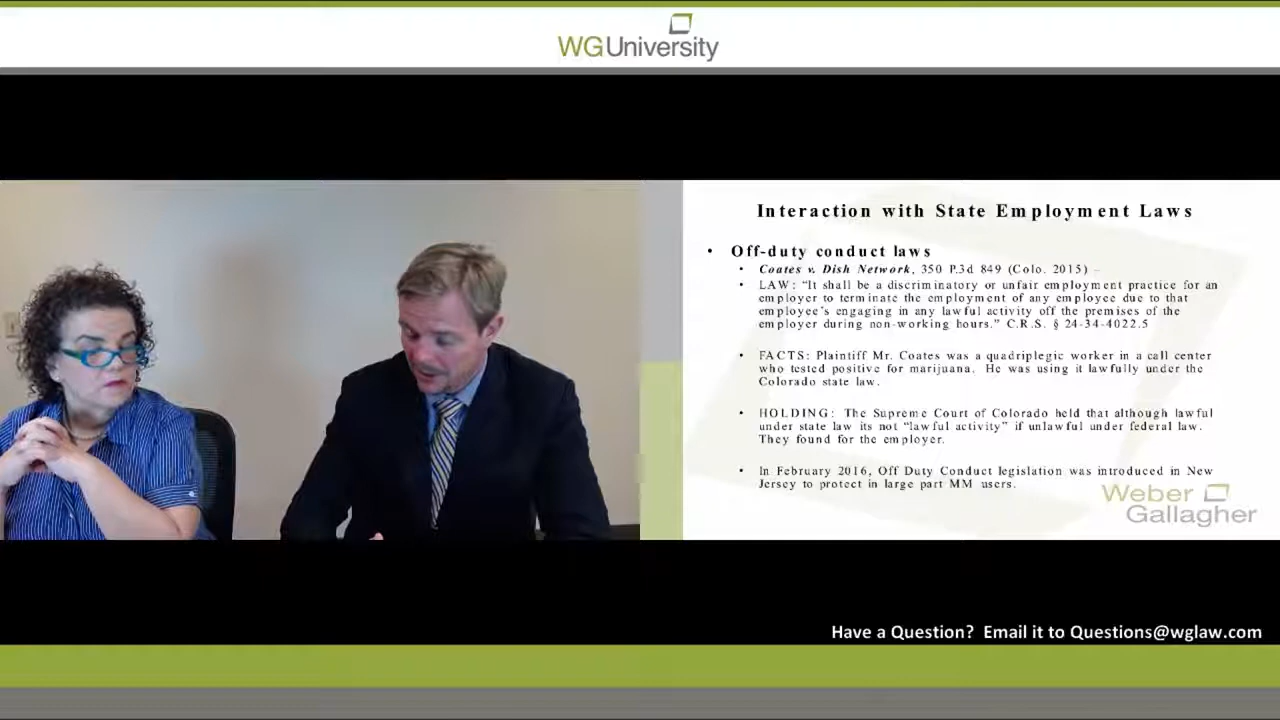 WGUniversity
Interaction with State Employment Laws
• Off-duty conduct laws
• Coates v. Dish Network, 350 P.3d 849 (Colo. 2015) –
• LAW: “It shall be a discriminatory or unfair employment practice for an
employer to terminate the employment of any employee due to that
employee’s engaging in any lawful activity off the premises of the
employer during non-working hours.” C.R.S. § 24-34-4022.5
• FACTS: Plaintiff Mr. Coates was a quadriplegic worker in a call center
who tested positive for marijuana. He was using it lawfully under the
Colorado state law.
• HOLDING: The Supreme Court of Colorado held that although lawful
under state law its not “lawful activity” if unlawful under federal law.
They found for the employer.
• In February 2016, Off Duty Conduct legislation was introduced in New
Jersey to protect in large part MM users.
Weber
Gallagher
Have a Question? Email it to Questions@wglaw.com